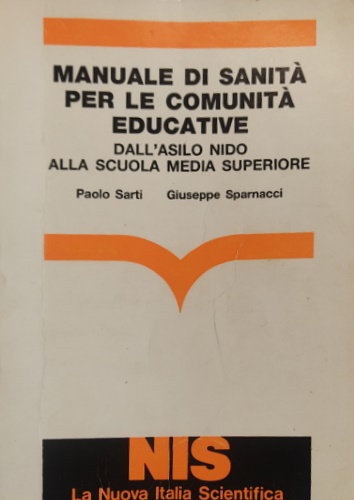 MANUALE DI SANITÀ
PER LE COMUNITÀ
EDUCATIVE
DALL'ASILO NIDO
ALLA SCUOLA MEDIA SUPERIORE
Paolo Sarti Giuseppe Sparnacci
NIS
La Nuova Italia Scientifica